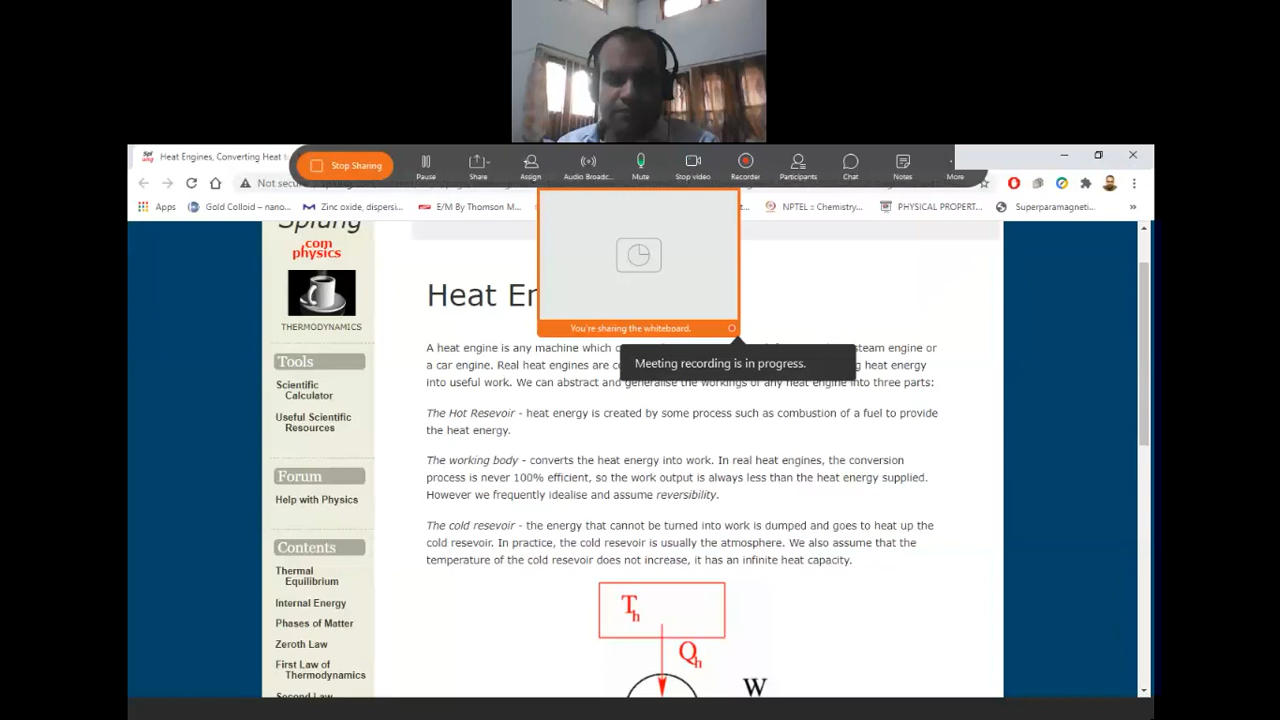 Heat Engines, Converting Heat t
Stop Sharing
Pause
Share
Assign
Audio Broadc...
Mute
Stop video
Recorder
Participants
Chat
Notes
More
Not secure
Apps
Gold Colloid – nano...
Zinc oxide, dispersi...
E/M By Thomson M...
NPTEL :: Chemistry...
PHYSICAL PROPERT...
Superparamagneti...
»
Splung
com
physics
THERMODYNAMICS
Tools
Scientific
Calculator
Useful Scientific
Resources
Forum
Help with Physics
Contents
Thermal
Equilibrium
Internal Energy
Phases of Matter
Zeroth Law
First Law of
Thermodynamics
Second Law
You're sharing the whiteboard.
Meeting recording is in progress.
Heat En
A heat engine is any machine which steam engine or
a car engine. Real heat engines are heat energy
into useful work. We can abstract and generalise the workings of any heat engine into three parts:
The Hot Resevoir - heat energy is created by some process such as combustion of a fuel to provide
the heat energy.
The working body - converts the heat energy into work. In real heat engines, the conversion
process is never 100% efficient, so the work output is always less than the heat energy supplied.
However we frequently idealise and assume reversibility.
The cold resevoir - the energy that cannot be turned into work is dumped and goes to heat up the
cold resevoir. In practice, the cold resevoir is usually the atmosphere. We also assume that the
temperature of the cold resevoir does not increase, it has an infinite heat capacity.
Th
Qh
W